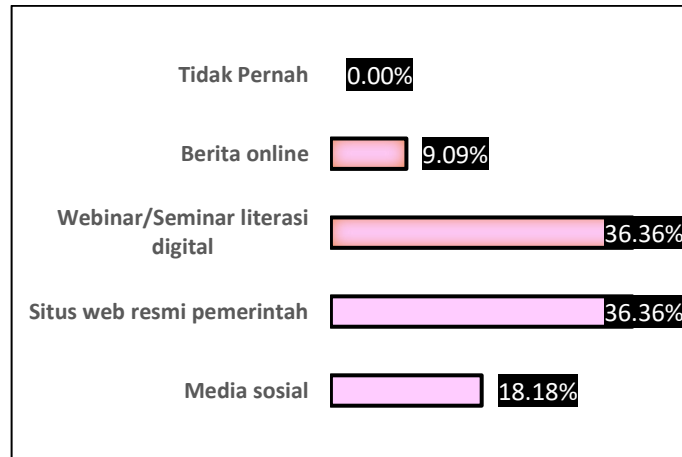 Tidak Pernah 0.00%
Berita online 9.09%
Webinar/Seminar literasi
digital 36.36%
Situs web resmi pemerintah 36.36%
Media sosial 18.18%